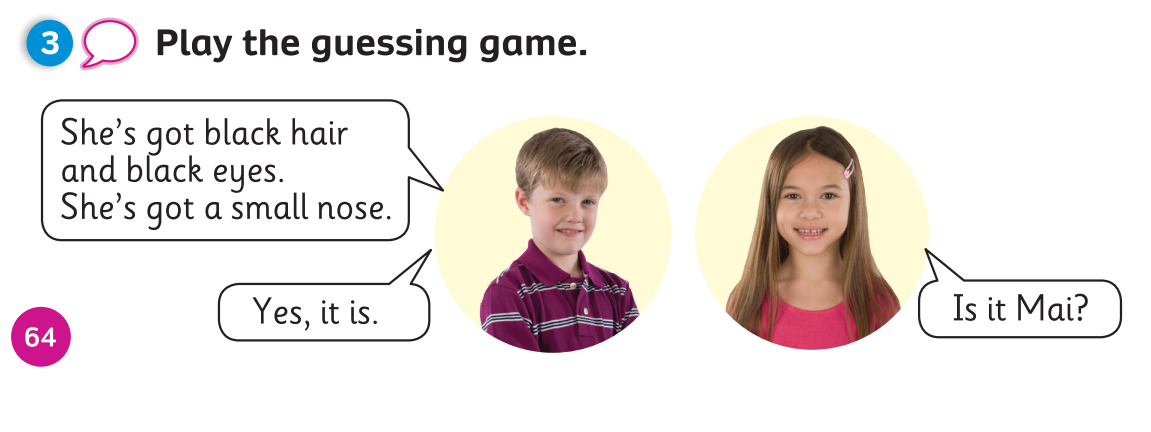 3 Play the guessing game.
She's got black hair
and black eyes.
She's got a small nose.
Is it Mai?
Yes, it is.
64